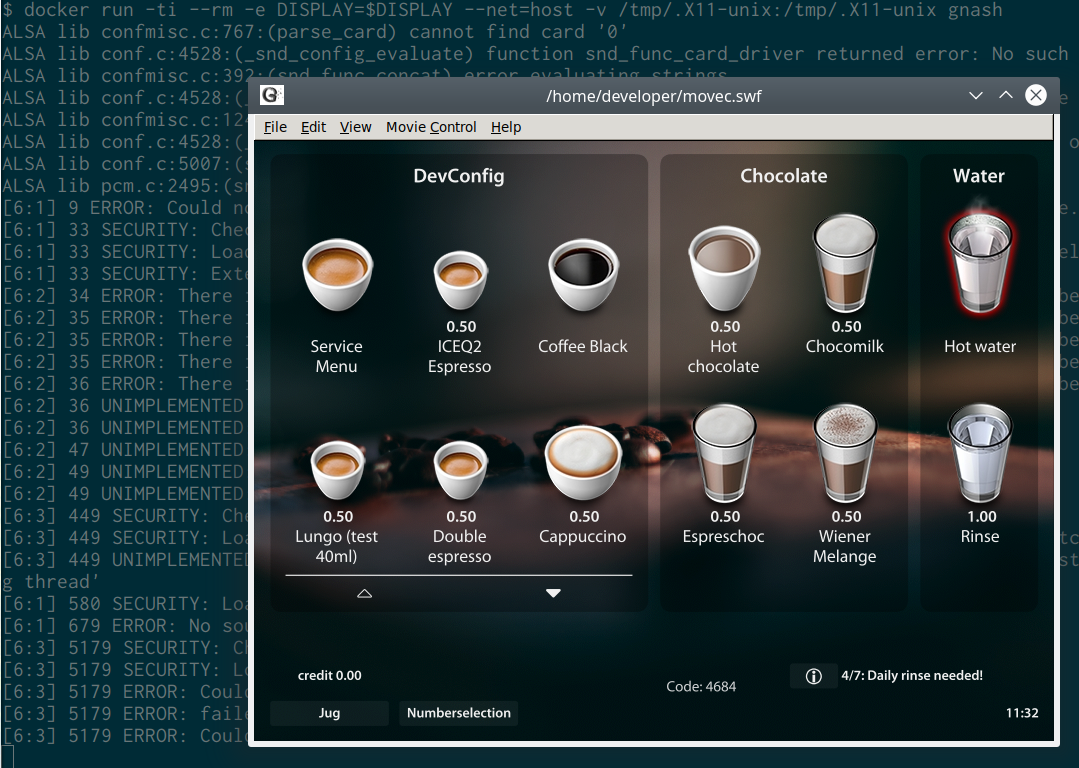 $ docker run -ti --rm -e DISPLAY=$DISPLAY --net=host -v /tmp/.X11-unix:/tmp/.X11-unix gnash
ALSA lib confmisc.c:767:(parse_card) cannot find card '0'
ALSA lib conf.c:4528:(_snd_config_evaluate) function snd_func_card_driver returned error: No such
ALSA lib confmisc.c:392:(snd_func_concat) error evaluating strings
ALSA lib conf.c:4528:(_
ALSA lib confmisc.c:124
ALSA lib conf.c:4528:(_
ALSA lib conf.c:5007:(s
ALSA lib pcm.c:2495:(sn
[6:1] 9 ERROR: Could no
[6:1] 33 SECURITY: Chec
[6:1] 33 SECURITY: Load
[6:1] 33 SECURITY: Exte
[6:2] 34 ERROR: There i
[6:2] 35 ERROR: There i
[6:2] 35 ERROR: There i
[6:2] 35 ERROR: There i
[6:2] 36 ERROR: There i
[6:2] 36 UNIMPLEMENTED
[6:2] 36 UNIMPLEMENTED
[6:2] 47 UNIMPLEMENTED
[6:2] 49 UNIMPLEMENTED
[6:2] 49 UNIMPLEMENTED
[6:3] 449 SECURITY: Che
[6:3] 449 SECURITY: Loa
[6:3] 449 UNIMPLEMENTED
g thread'
[6:1] 580 SECURITY: Loa
[6:1] 679 ERROR: No sou
[6:3] 5179 SECURITY: Ch
[6:3] 5179 SECURITY: Lo
[6:3] 5179 ERROR: Could
[6:3] 5179 ERROR: faile
[6:3] 5179 ERROR: Could
/home/developer/movec.swf
File Edit View Movie Control Help
DevConfig
Service
Menu
0.50
ICEQ2
Espresso
Coffee Black
0.50
Lungo (test
40ml)
0.50
Double
espresso
0.50
Cappuccino
Chocolate
0.50
Hot
chocolate
0.50
Chocomilk
0.50
Espreschoc
0.50
Wiener
Melange
Water
Hot water
1.00
Rinse
credit 0.00
Code: 4684
4/7: Daily rinse needed!
Jug
Numberselection
11:32